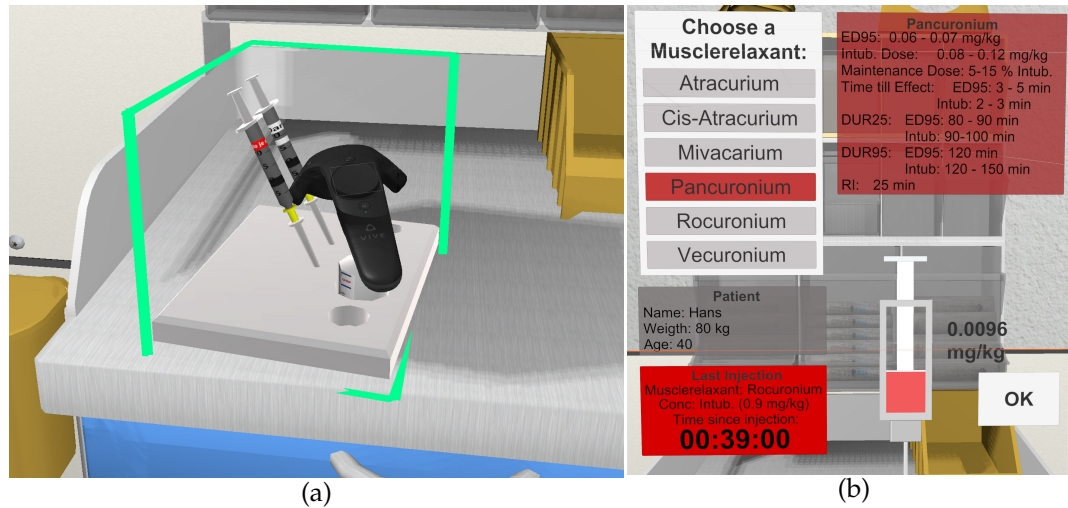 VIVE
Choose a
Musclerelaxant:
Atracurium
Cis-Atracurium
Mivacarium
Pancuronium
Rocuronium
Vecuronium
Pancuronium
ED95: 0.06 - 0.07 mg/kg
Intub. Dose: 0.08 - 0.12 mg/kg
Maintenance Dose: 5-15 % Intub.
Time till Effect: ED95: 3 - 5 min
Intub: 2 - 3 min
DUR25: ED95: 80 - 90 min
Intub: 90-100 min
DUR95: ED95: 120 min
Intub: 120 - 150 min
RI: 25 min
Patient
Name: Hans
Weigth: 80 kg
Age: 40
0.0096
mg/kg
Last Injection
Musclerelaxant: Rocuronium
Conc: Intub. (0.9 mg/kg)
Time since injection:
00:39:00
OK
(a)
(b)